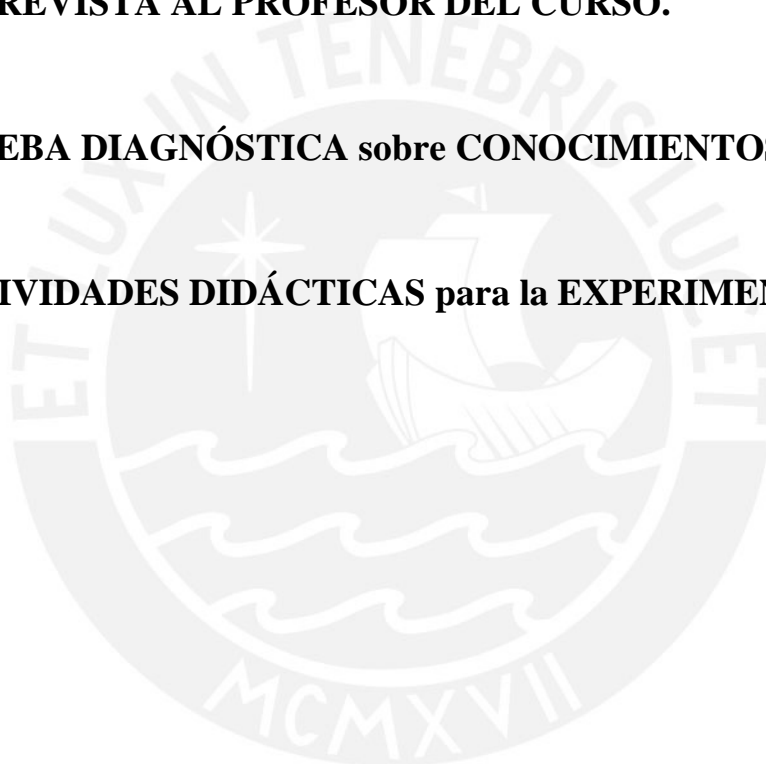 REVISTA AL PROFESOR DEL CURSO.
EBA DIAGNÓSTICA sobre CONOCIMIENTOS
IVIDADES DIDÁCTICAS para la EXPERIMEN
ET LUX IN TENEBRIS LUCET
MCMXVII